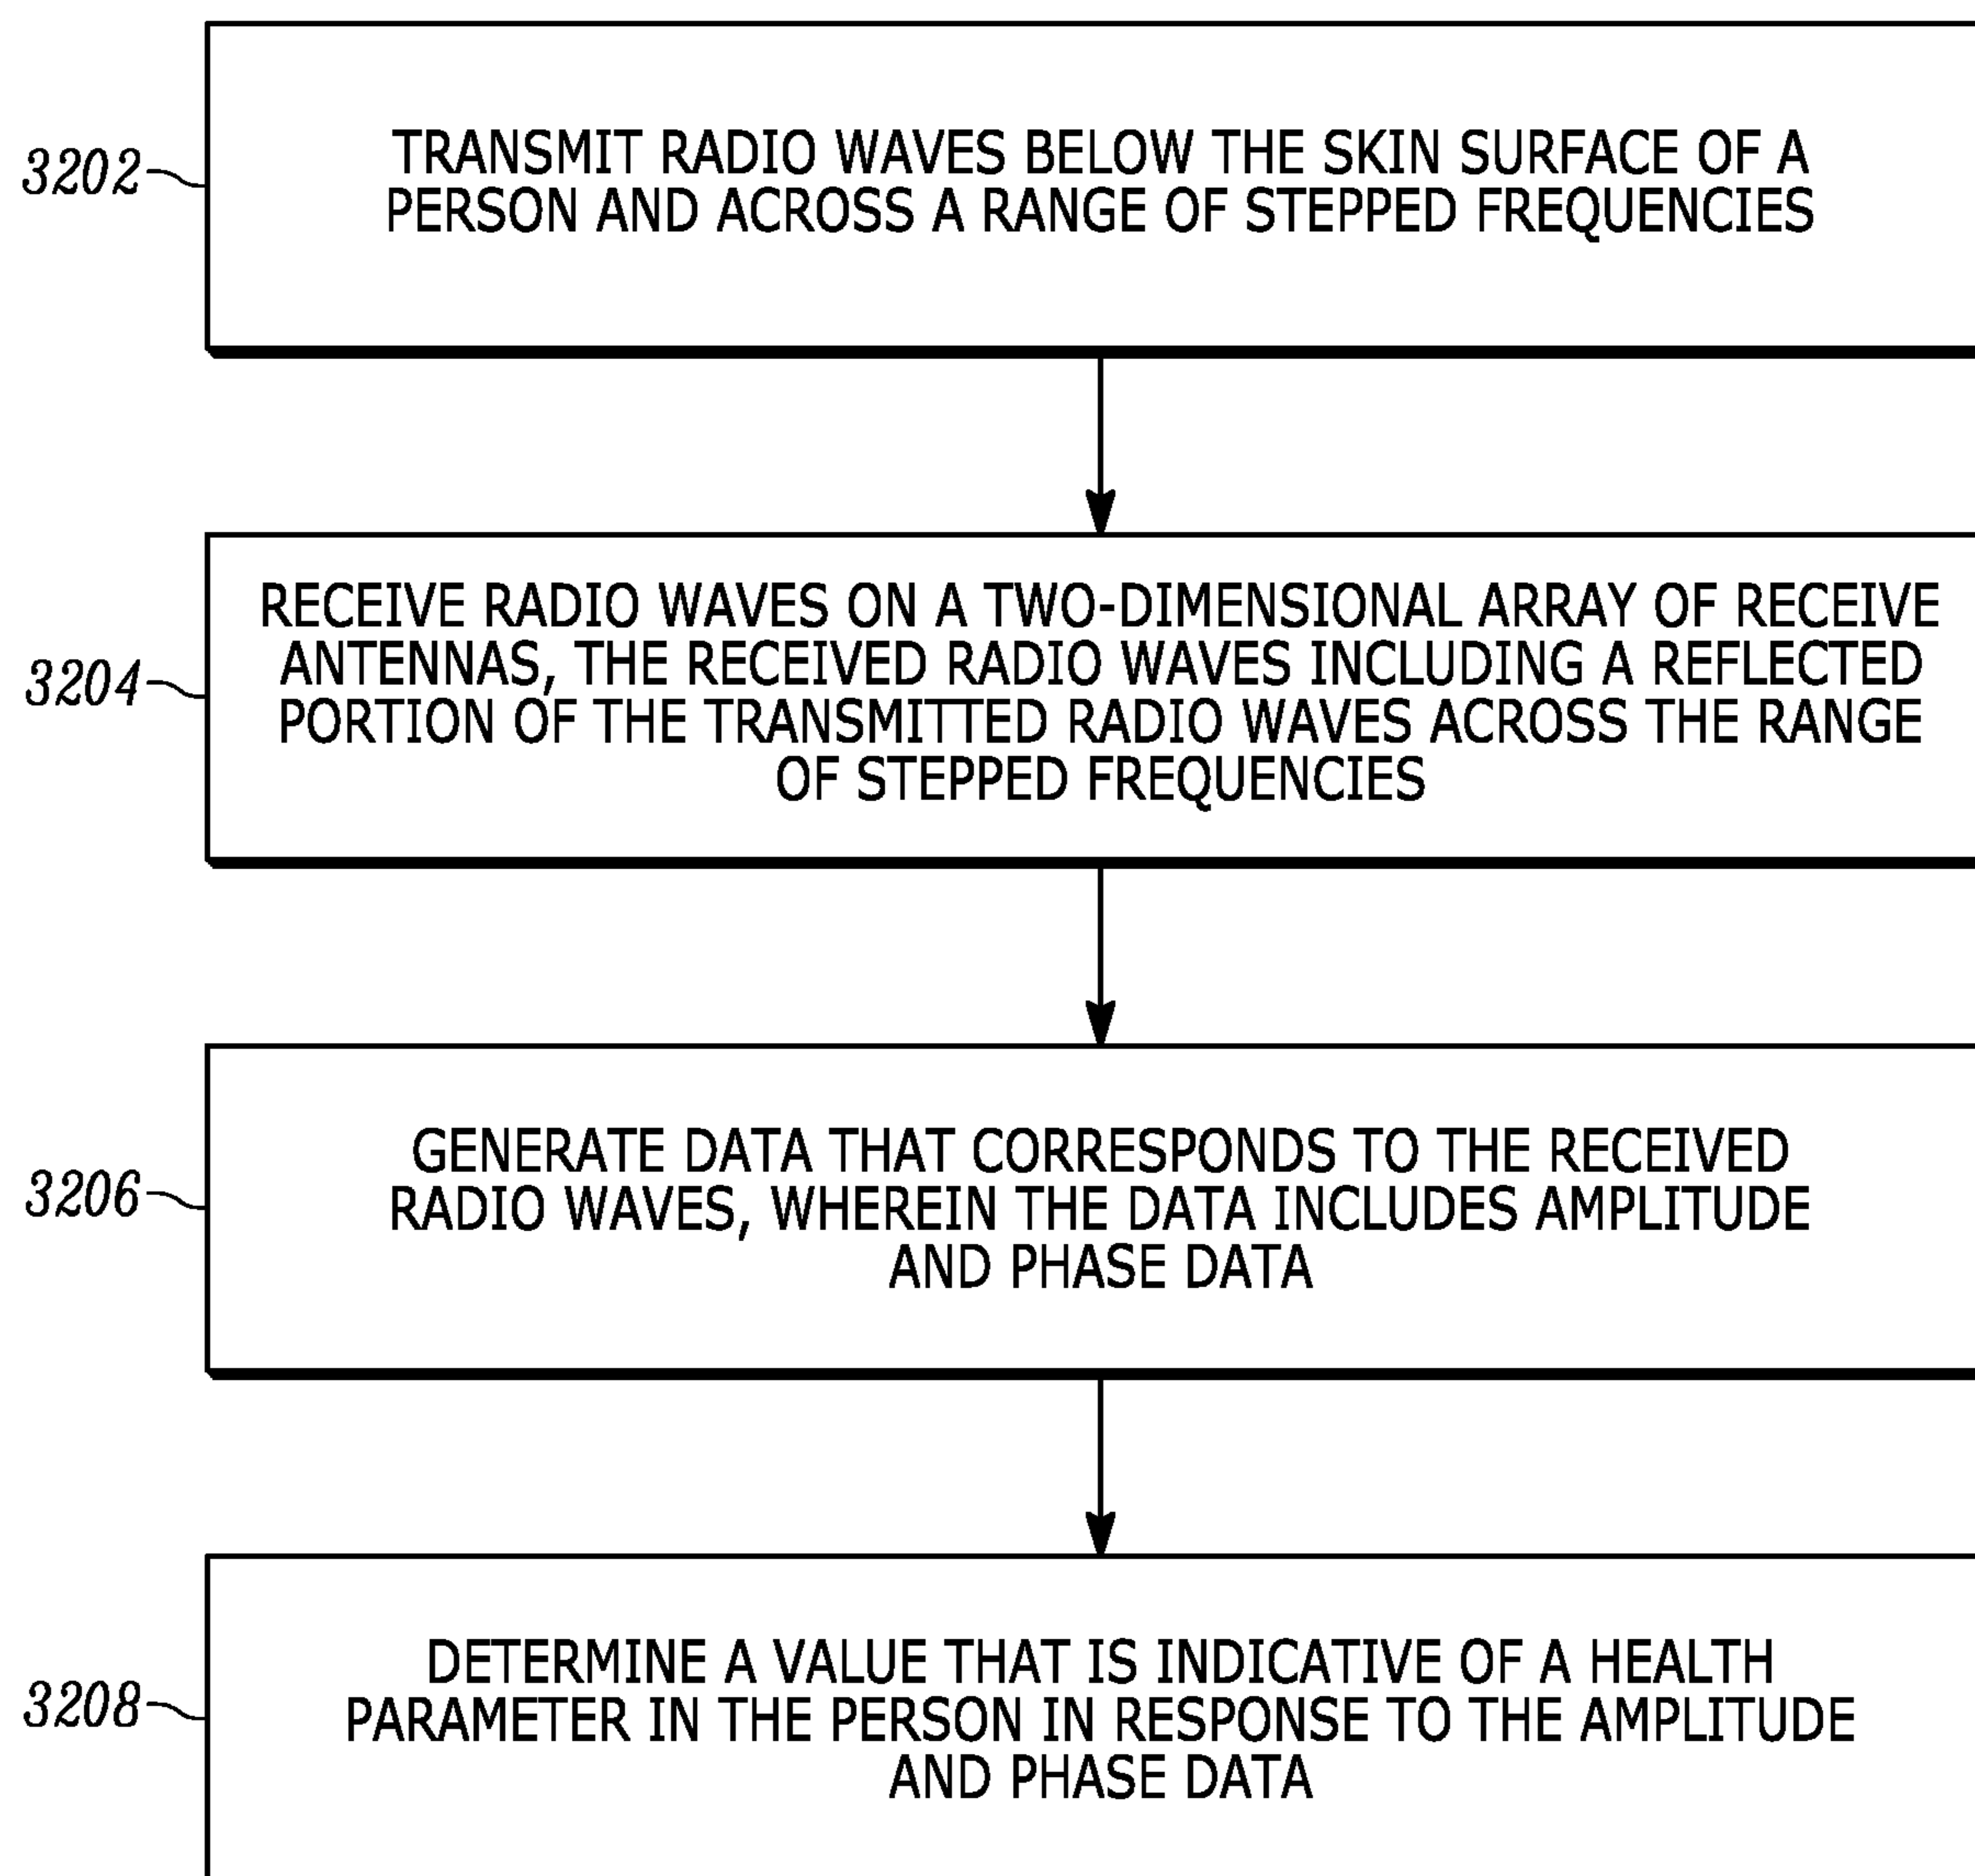 TRANSMIT RADIO WAVES BELOW THE SKIN SURFACE OF A
3202
PERSON AND ACROSS A RANGE OF STEPPED FREQUENCIES
RECEIVE RADIO WAVES ON A TWO-DIMENSIONAL ARRAY OF RECEIVE
ANTENNAS, THE RECEIVED RADIO WAVES INCLUDING A REFLECTED
3204
PORTION OF THE TRANSMITTED RADIO WAVES ACROSS THE RANGE
OF STEPPED FREQUENCIES
GENERATE DATA THAT CORRESPONDS TO THE RECEIVED
3206
RADIO WAVES, WHEREIN THE DATA INCLUDES AMPLITUDE
AND PHASE DATA
DETERMINE A VALUE THAT IS INDICATIVE OF A HEALTH
3208
PARAMETER IN THE PERSON IN RESPONSE TO THE AMPLITUDE
AND PHASE DATA